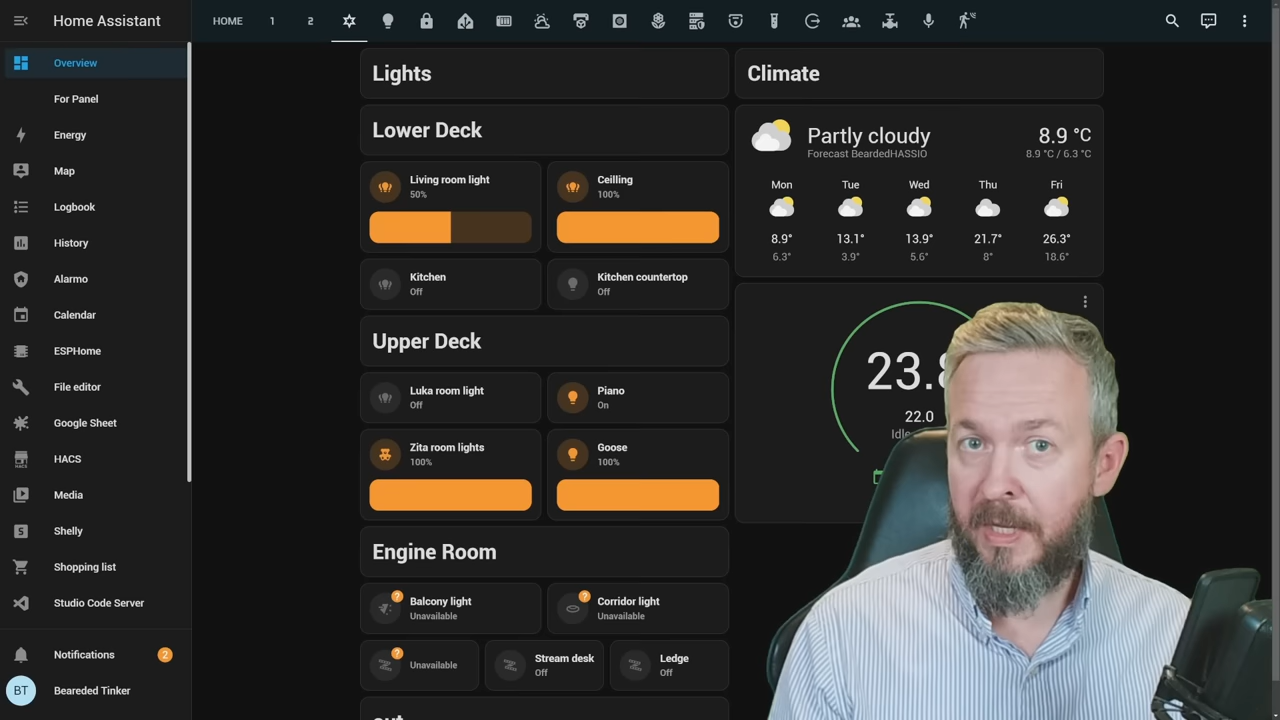 Home Assistant
HOME
1
2
Overview
For Panel
Energy
Map
Logbook
History
Alarmo
Calendar
ESPHome
File editor
Google Sheet
HACS
HACS
Media
Shelly
Shopping list
Studio Code Server
Notifications
2
BT
Beareded Tinker
Lights
Lower Deck
Living room light
50%
Ceilling
100%
Kitchen
Off
Kitchen countertop
Off
Upper Deck
Luka room light
Off
Piano
On
Zita room lights
100%
Goose
100%
Engine Room
?
Balcony light
Unavailable
?
Corridor light
Unavailable
?
Unavailable
Stream desk
Off
Ledge
Off
Climate
Partly cloudy
8.9 °C
Forecast BeardedHASSIO
8.9 °C / 6.3 °C
Mon Tue Wed Thu Fri
8.9° 13.1° 13.9° 21.7° 26.3°
6.3° 3.9° 5.6° 8° 18.6°
23.8
22.0
Idle